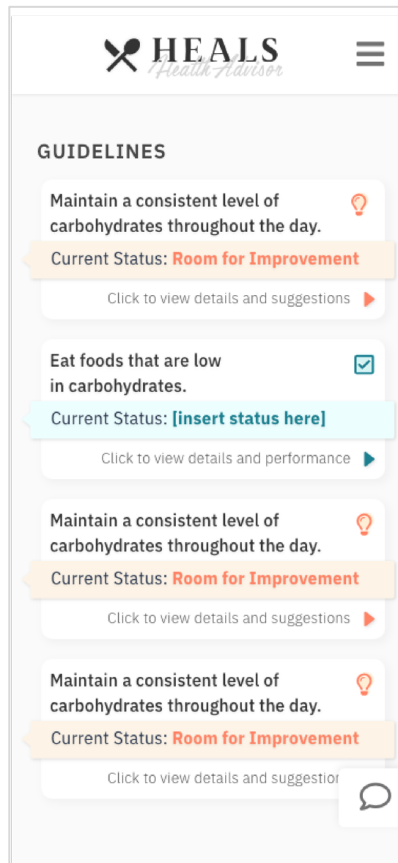 HEALS
Health Advisor
GUIDELINES
Maintain a consistent level of
carbohydrates throughout the day.
Current Status: Room for Improvement
Click to view details and suggestions
Eat foods that are low
in carbohydrates.
Current Status: [insert status here]
Click to view details and performance
Maintain a consistent level of
carbohydrates throughout the day.
Current Status: Room for Improvement
Click to view details and suggestions
Maintain a consistent level of
carbohydrates throughout the day.
Current Status: Room for Improvement
Click to view details and suggestion